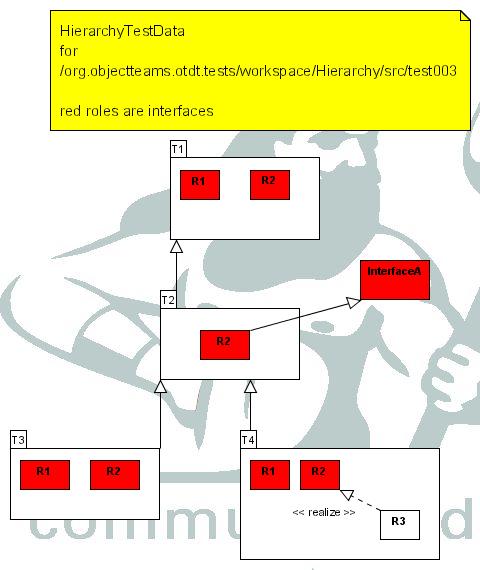 HierarchyTestData
for
/org.objectteams.otdt.tests/workspace/Hierarchy/src/test003
red roles are interfaces
T1
R1 R2
InterfaceA
T2
R2
T3
R1 R2
T4
R1 R2
<< realize >>
R3
commu d